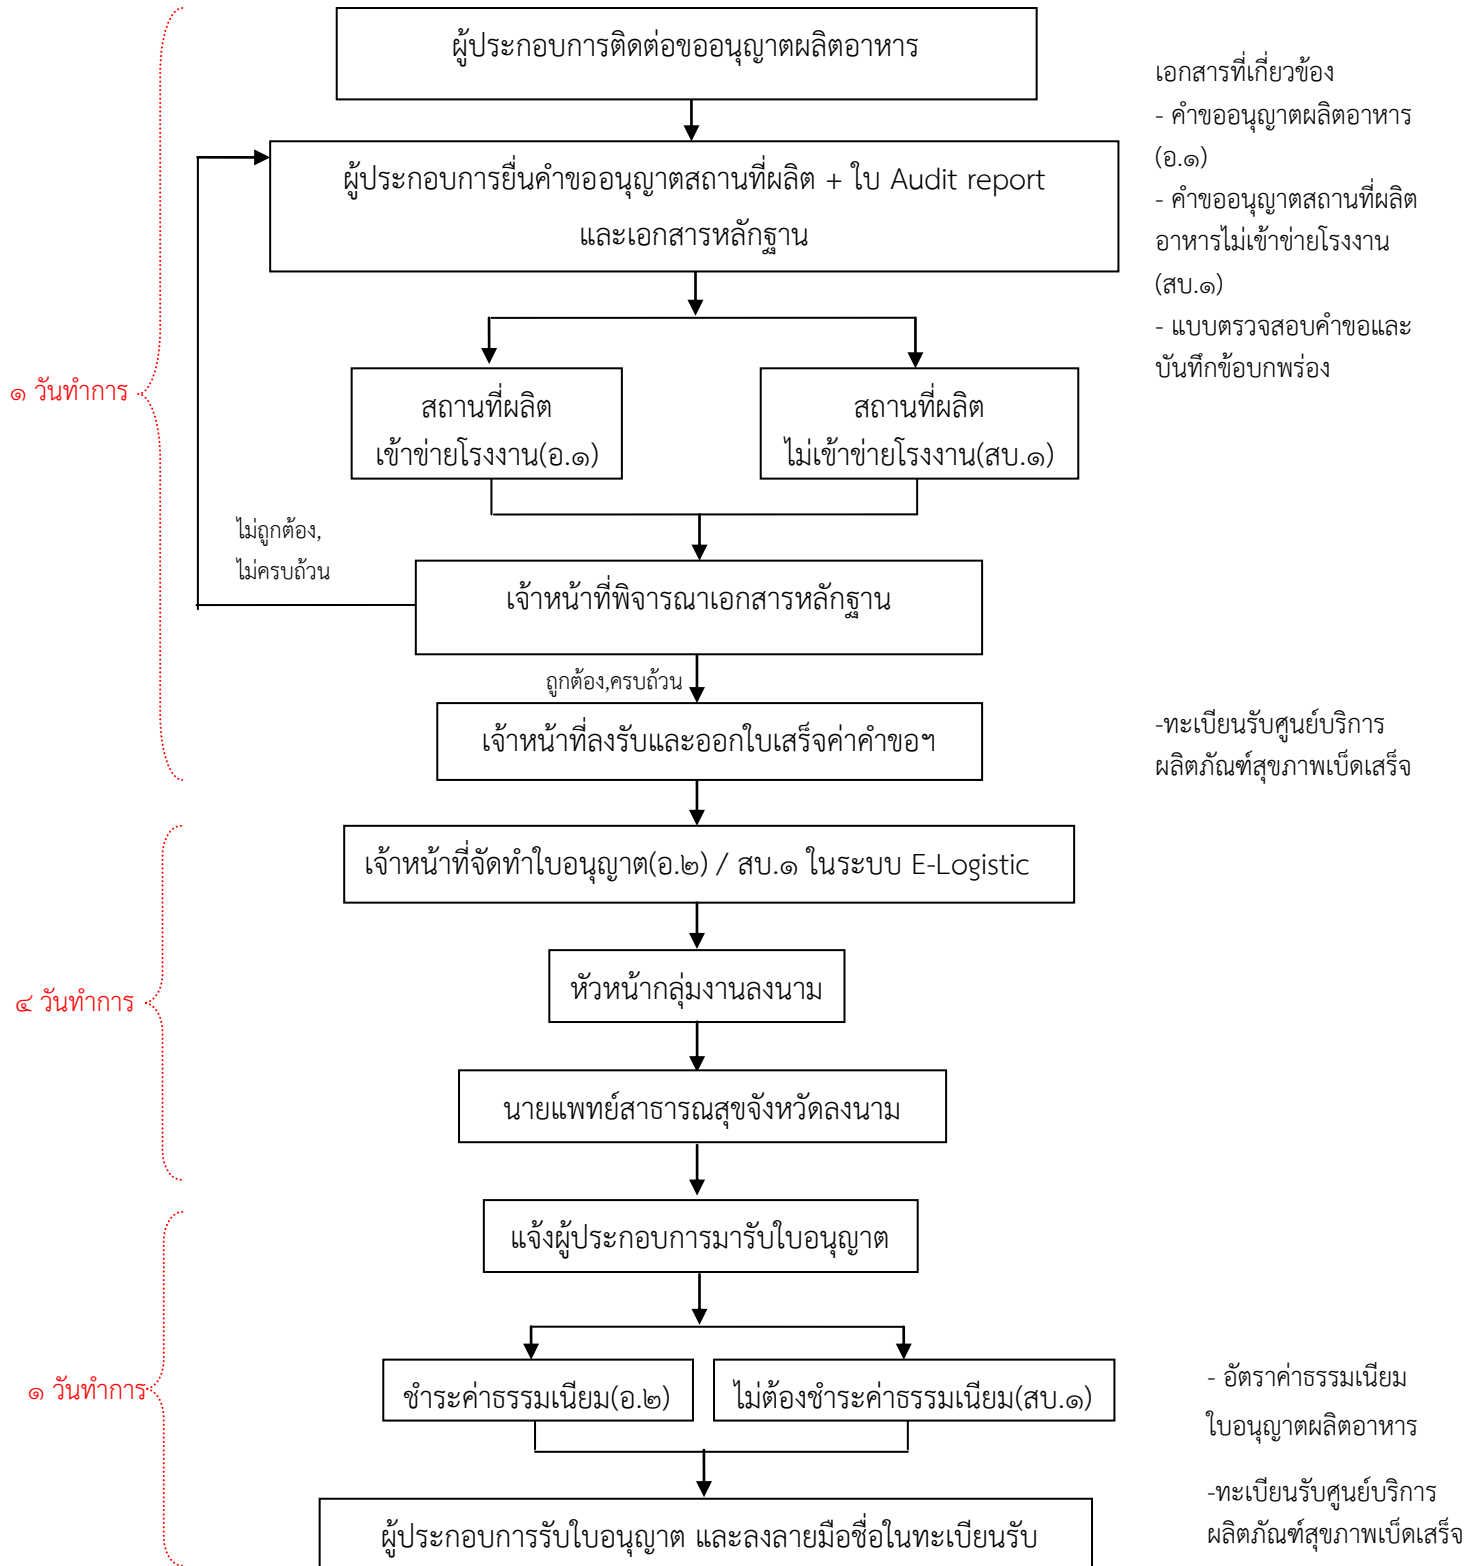 ผู้ประกอบการติดต่อขออนุญาตผลิตอาหาร
เอกสารที่เกี่ยวข้อง
- คำขออนุญาตผลิตอาหาร
(อ.๑)
- คำขออนุญาตสถานที่ผลิต
อาหารไม่เข้าข่ายโรงงาน
(สบ.๑)
- แบบตรวจสอบคำขอและ
บันทึกข้อบกพร่อง
ผู้ประกอบการยื่นคำขออนุญาตสถานที่ผลิต + ใบ Audit report
และเอกสารหลักฐาน
๑ วันทำการ
สถานที่ผลิต
เข้าข่ายโรงงาน(อ.๑)
สถานที่ผลิต
ไม่เข้าข่ายโรงงาน(สบ.๑)
ไม่ถูกต้อง,
ไม่ครบถ้วน
เจ้าหน้าที่พิจารณาเอกสารหลักฐาน
ถูกต้อง,ครบถ้วน
เจ้าหน้าที่ลงรับและออกใบเสร็จค่าคำขอฯ
-ทะเบียนรับศูนย์บริการ
ผลิตภัณฑ์สุขภาพเบ็ดเสร็จ
เจ้าหน้าที่จัดทำใบอนุญาต(อ.๒) / สบ.๑ ในระบบ E-Logistic
๔ วันทำการ
หัวหน้ากลุ่มงานลงนาม
นายแพทย์สาธารณสุขจังหวัดลงนาม
แจ้งผู้ประกอบการมารับใบอนุญาต
๑ วันทำการ
ชำระค่าธรรมเนียม(อ.๒)
ไม่ต้องชำระค่าธรรมเนียม(สบ.๑)
- อัตราค่าธรรมเนียม
ใบอนุญาตผลิตอาหาร
-ทะเบียนรับศูนย์บริการ
ผลิตภัณฑ์สุขภาพเบ็ดเสร็จ
ผู้ประกอบการรับใบอนุญาต และลงลายมือชื่อในทะเบียนรับ